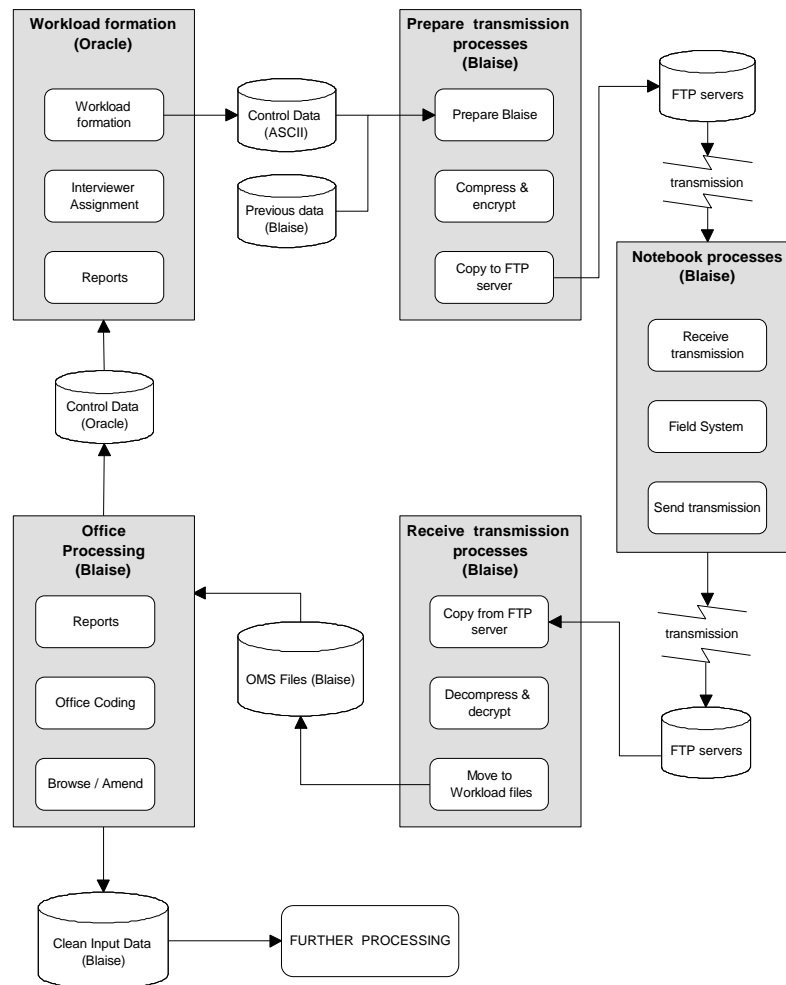 Workload formation
(Oracle)
Workload
formation
Interviewer
Assignment
Reports
Control Data
(ASCII)
Previous data
(Blaise)
Prepare transmission
processes
(Blaise)
Prepare Blaise
Compress &
encrypt
Copy to FTP
server
FTP servers
transmission
Notebook processes
(Blaise)
Receive
transmission
Field System
Send transmission
transmission
FTP servers
Receive transmission
processes
(Blaise)
Copy from FTP
server
Decompress &
decrypt
Move to
Workload files
OMS Files (Blaise)
Control Data
(Oracle)
Office
Processing
(Blaise)
Reports
Office Coding
Browse / Amend
Clean Input Data
(Blaise)
FURTHER PROCESSING